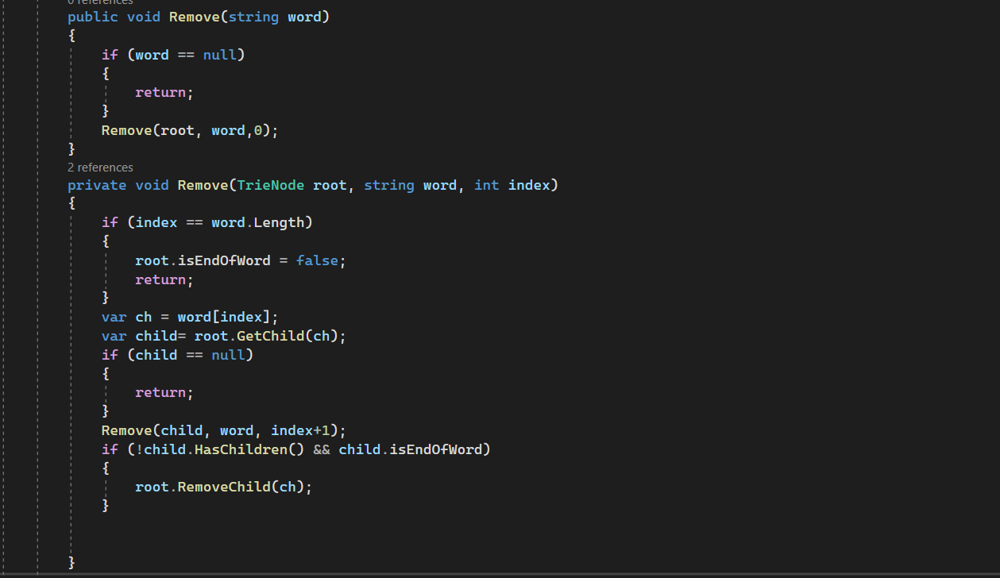 0 references
public void Remove(string word)
{
if (word == null)
{
return;
}
Remove(root, word,0);
}
2 references
private void Remove(TrieNode root, string word, int index)
{
if (index == word.Length)
{
root.isEndOfWord = false;
return;
}
var ch = word[index];
var child= root.GetChild(ch);
if (child == null)
{
return;
}
Remove(child, word, index+1);
if (!child.HasChildren() && child.isEndOfWord)
{
root.RemoveChild(ch);
}
}